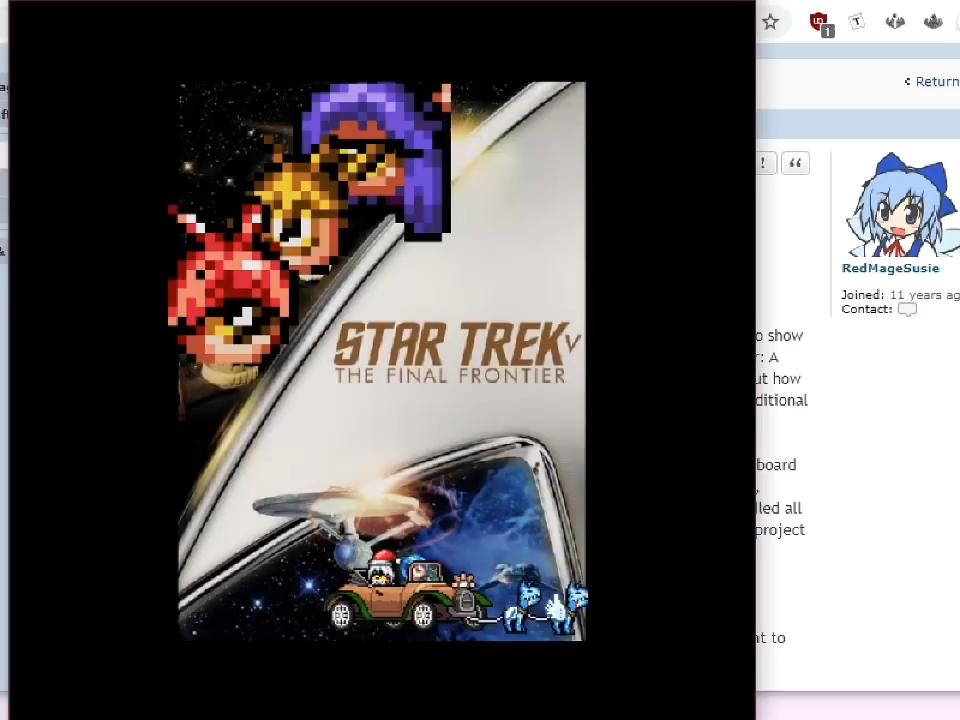 1
T
< Return
! "
RedMageSusie
Joined: 11 years ag
Contact:
o show
r: A
STAR TREK V
ut how
THE FINAL FRONTIER
ditional
board
lled all
project
nt to